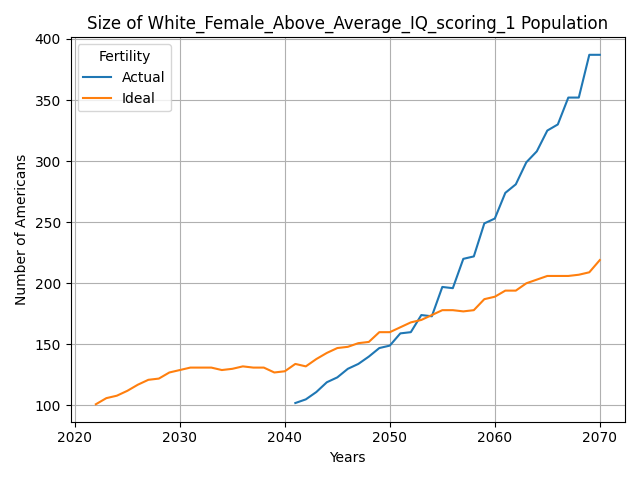 Size of White_Female_Above_Average_IQ_scoring_1 Population
Fertility
Actual
Ideal
Number of Americans
400
350
300
250
200
150
100
2020
2030
2040
2050
2060
2070
Years